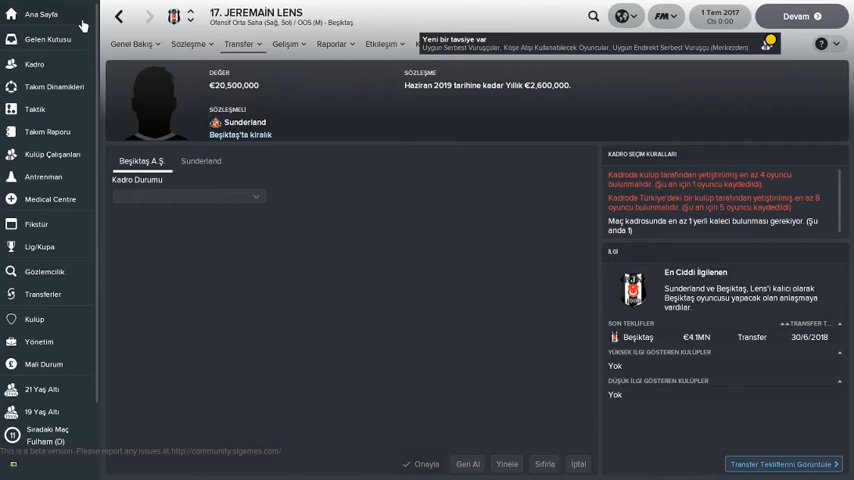 Ana Sayfa
Gelen Kutusu
Kadro
Takım Dinamikleri
Taktik
Takım Raporu
Kulüp Çalışanları
Antrenman
Medical Centre
Fikstür
Lig/Kupa
Gözlemcilik
Transferler
Kulüp
Yönetim
Mali Durum
21 Yaş Altı
19 Yaş Altı
11
Sıradaki Maç
Fulham (D)
This is a beta version. Please report any issues at http://community.sigames.com/
17. JEREMAİN LENS
Ofansif Orta Saha (Sağ, Sol) / OOS (M) - Beşiktaş
FM
1 Tem 2017
Cts 0:00
Devam
Genel Bakış
Sözleşme
Transfer
Gelişim
Raporlar
Etkileşim
K
Yeni bir tavsiye var
Uygun Serbest Vuruşçular, Köşe Atışı Kullanabilecek Oyuncular, Uygun Endirekt Serbest Vuruşçu (Merkezden)
?
DEĞER
€20,500,000
SÖZLEŞMELİ
Sunderland
Beşiktaş'ta kiralık
SÖZLEŞME
Haziran 2019 tarihine kadar Yıllık €2,600,000.
Beşiktaş A.Ş.
Sunderland
Kadro Durumu
KADRO SEÇİM KURALLARI
Kadroda kulüp tarafından yetiştirilmiş en az 4 oyuncu
bulunmalıdır. (Şu an için 1 oyuncu kaydedildi)
Kadroda Türkiye'deki bir kulüp tarafından yetiştirilmiş en az 8
oyuncu bulunmalıdır. (Şu an için 5 oyuncu kaydedildi).
Maç kadrosunda en az 1 yerli kaleci bulunması gerekiyor. (Şu
anda 1)
İLGİ
En Ciddi İlgilenen
Sunderland ve Beşiktaş, Lens'i kalıcı olarak
Beşiktaş oyuncusu yapacak olan anlaşmaya
vardılar.
SON TEKLİFLER
TRANSFER T...
Beşiktaş
€4.1MN
Transfer
30/6/2018
YÜKSEK İLGİ GÖSTEREN KULÜPLER
Yok
DÜŞÜK İLGİ GÖSTEREN KULÜPLER
Yok
Onayla
Geri Al
Yinele
Sıfırla
İptal
Transfer Tekliflerini Görüntüle